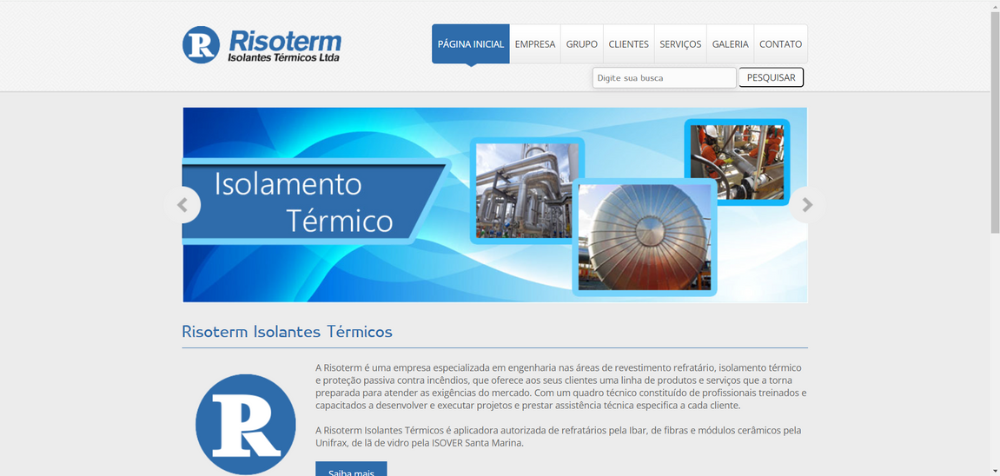 R Risoterm
Isolantes Térmicos Ltda
PÁGINA INICIAL EMPRESA GRUPO CLIENTES SERVIÇOS GALERIA CONTATO
Digite sua busca PESQUISAR
Isolamento
Térmico
Risoterm Isolantes Térmicos
A Risoterm é uma empresa especializada em engenharia nas áreas de revestimento refratário, isolamento térmico
e proteção passiva contra incêndios, que oferece aos seus clientes uma linha de produtos e serviços que a torna
preparada para atender as exigências do mercado. Com um quadro técnico constituído de profissionais treinados e
capacitados a desenvolver e executar projetos e prestar assistência técnica especifica a cada cliente.
A Risoterm Isolantes Térmicos é aplicadora autorizada de refratários pela Ibar, de fibras e módulos cerâmicos pela
Unifrax, de lã de vidro pela ISOVER Santa Marina.
R
Saiba mais